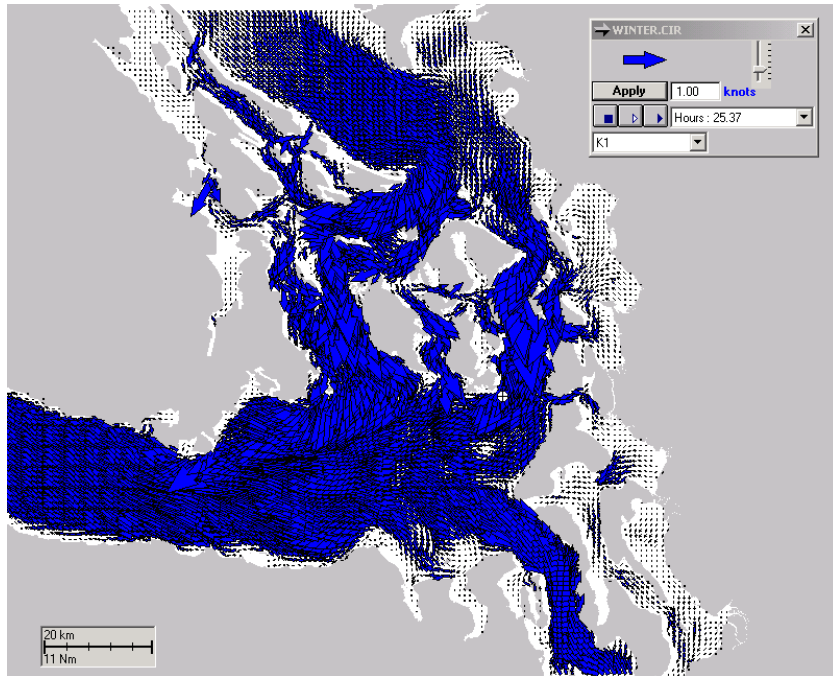 WINTER.CIR
Apply 1.00 knots
Hours : 25.37
K1
20 km
11 Nm